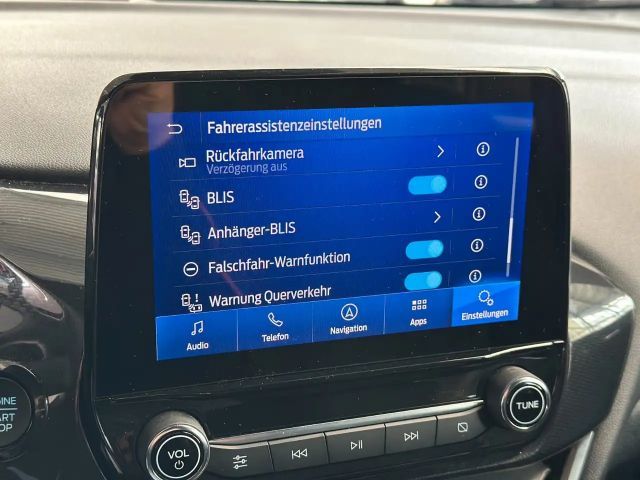 Fahrerassistenzeinstellungen
Rückfahrkamera
Verzögerung aus
BLIS
Anhänger-BLIS
Falschfahr-Warnfunktion
Warnung Querverkehr
Audio
Telefon
Navigation
Apps
Einstellungen
TUNE
VOL